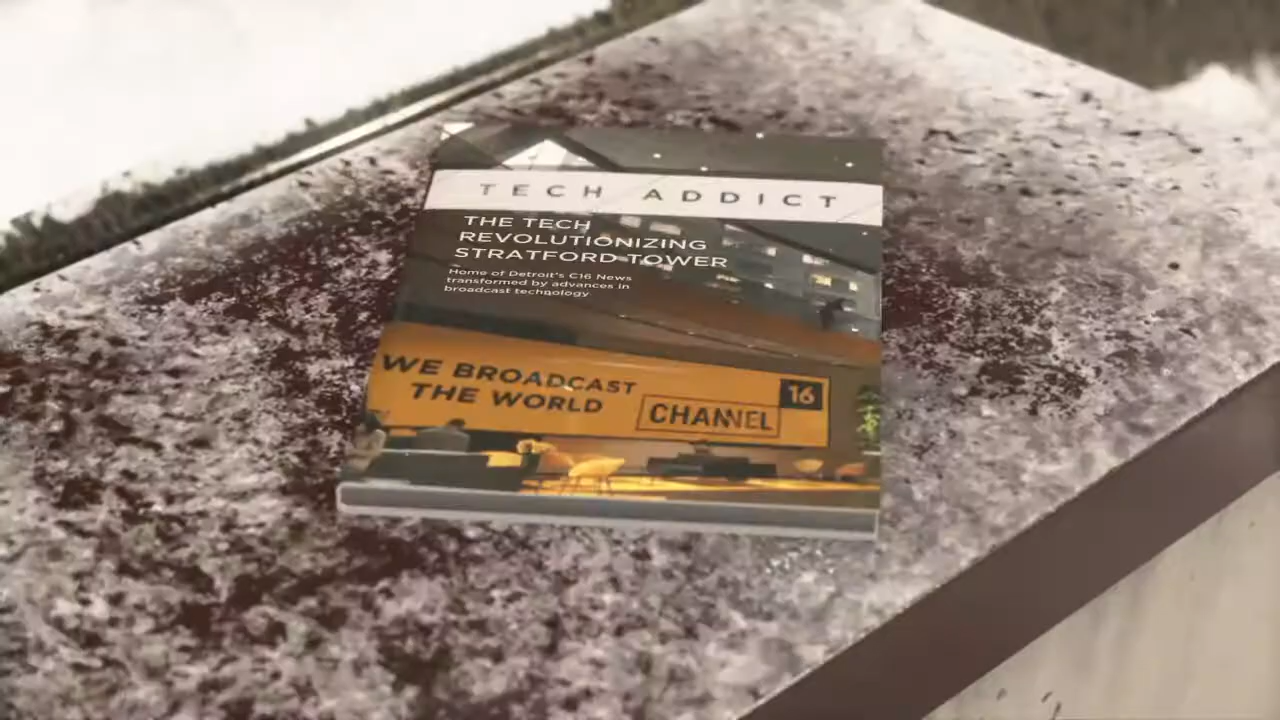 TECH ADDICT
THE TECH
REVOLUTIONIZING
STRATFORD TOWER
Home of Detroit's C16 News
transformed by advances in
broadcast technology
WE BROADCAST
THE WORLD
CHANNEL
16